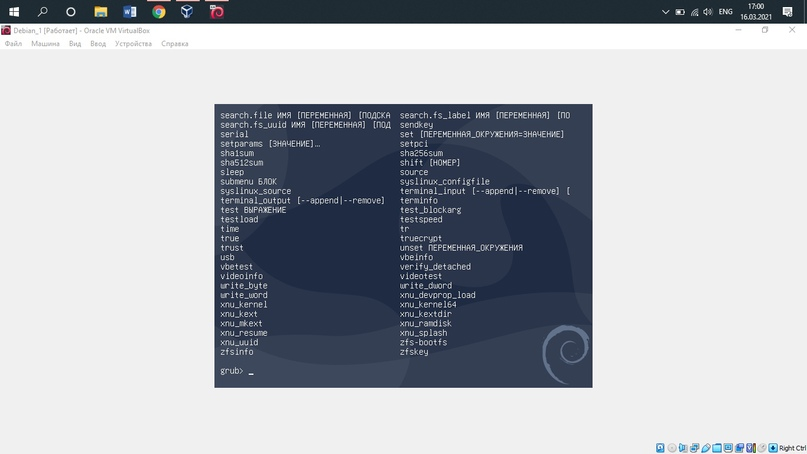 17:00
ENG
16.03.2021
Debian_1 [Работает] - Oracle VM VirtualBox
Файл Машина Вид Ввод Устройства Справка
search.file ИМЯ [ПЕРЕМЕННАЯ] [ПОДСКА search.fs_label ИМЯ [ПЕРЕМЕННАЯ] [ПО
search.fs_uuid ИМЯ [ПЕРЕМЕННАЯ] [ПОД sendkey
serial set [ПЕРЕМЕННАЯ_ОКРУЖЕНИЯ=ЗНАЧЕНИЕ]
setparams [ЗНАЧЕНИЕ]… setpci
sha1sum sha256sum
sha512sum shift [НОМЕР]
sleep source
submenu БЛОК syslinux_configfile
syslinux_source terminal_input [--append|--remove] [
terminal_output [--append|--remove] terminfo
test ВЫРАЖЕНИЕ test_blockarg
testload testspeed
time tr
true truecrypt
trust unset ПЕРЕМЕННАЯ_ОКРУЖЕНИЯ
usb vbeinfo
vbetest verify_detached
videoinfo videotest
write_byte write_dword
write_word xnu_devprop_load
xnu_kernel xnu_kernel64
xnu_kext xnu_kextdir
xnu_mkext xnu_ramdisk
xnu_resume xnu_splash
xnu_uuid zfs-bootfs
zfsinfo zfskey
grub> _
Right Ctrl